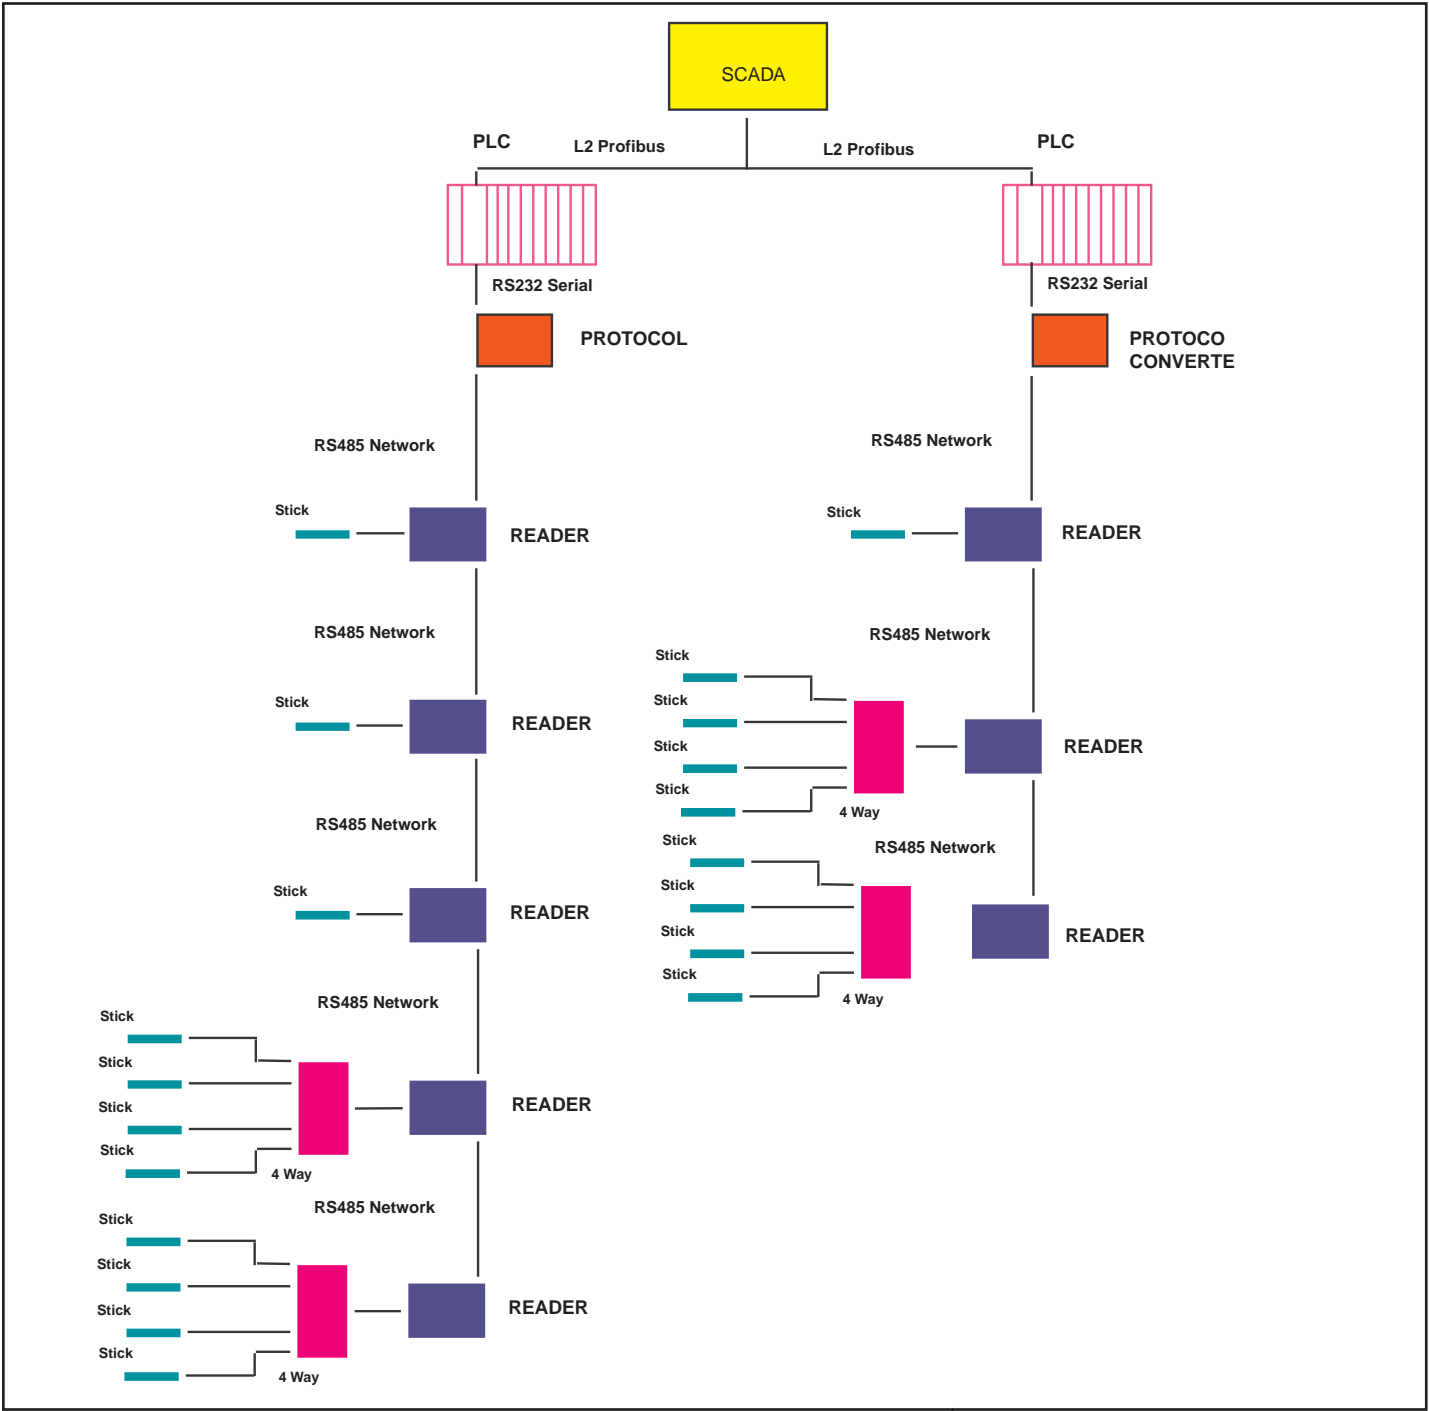 SCADA
PLC
L2 Profibus
L2 Profibus
PLC
RS232 Serial
RS232 Serial
PROTOCOL
PROTOCO
CONVERTE
RS485 Network
RS485 Network
Stick
READER
Stick
READER
RS485 Network
RS485 Network
Stick
Stick
READER
Stick
Stick
Stick
READER
4 Way
RS485 Network
RS485 Network
Stick
Stick
READER
Stick
Stick
Stick
READER
4 Way
RS485 Network
Stick
Stick
Stick
Stick
READER
4 Way
RS485 Network
Stick
Stick
Stick
Stick
READER
4 Way